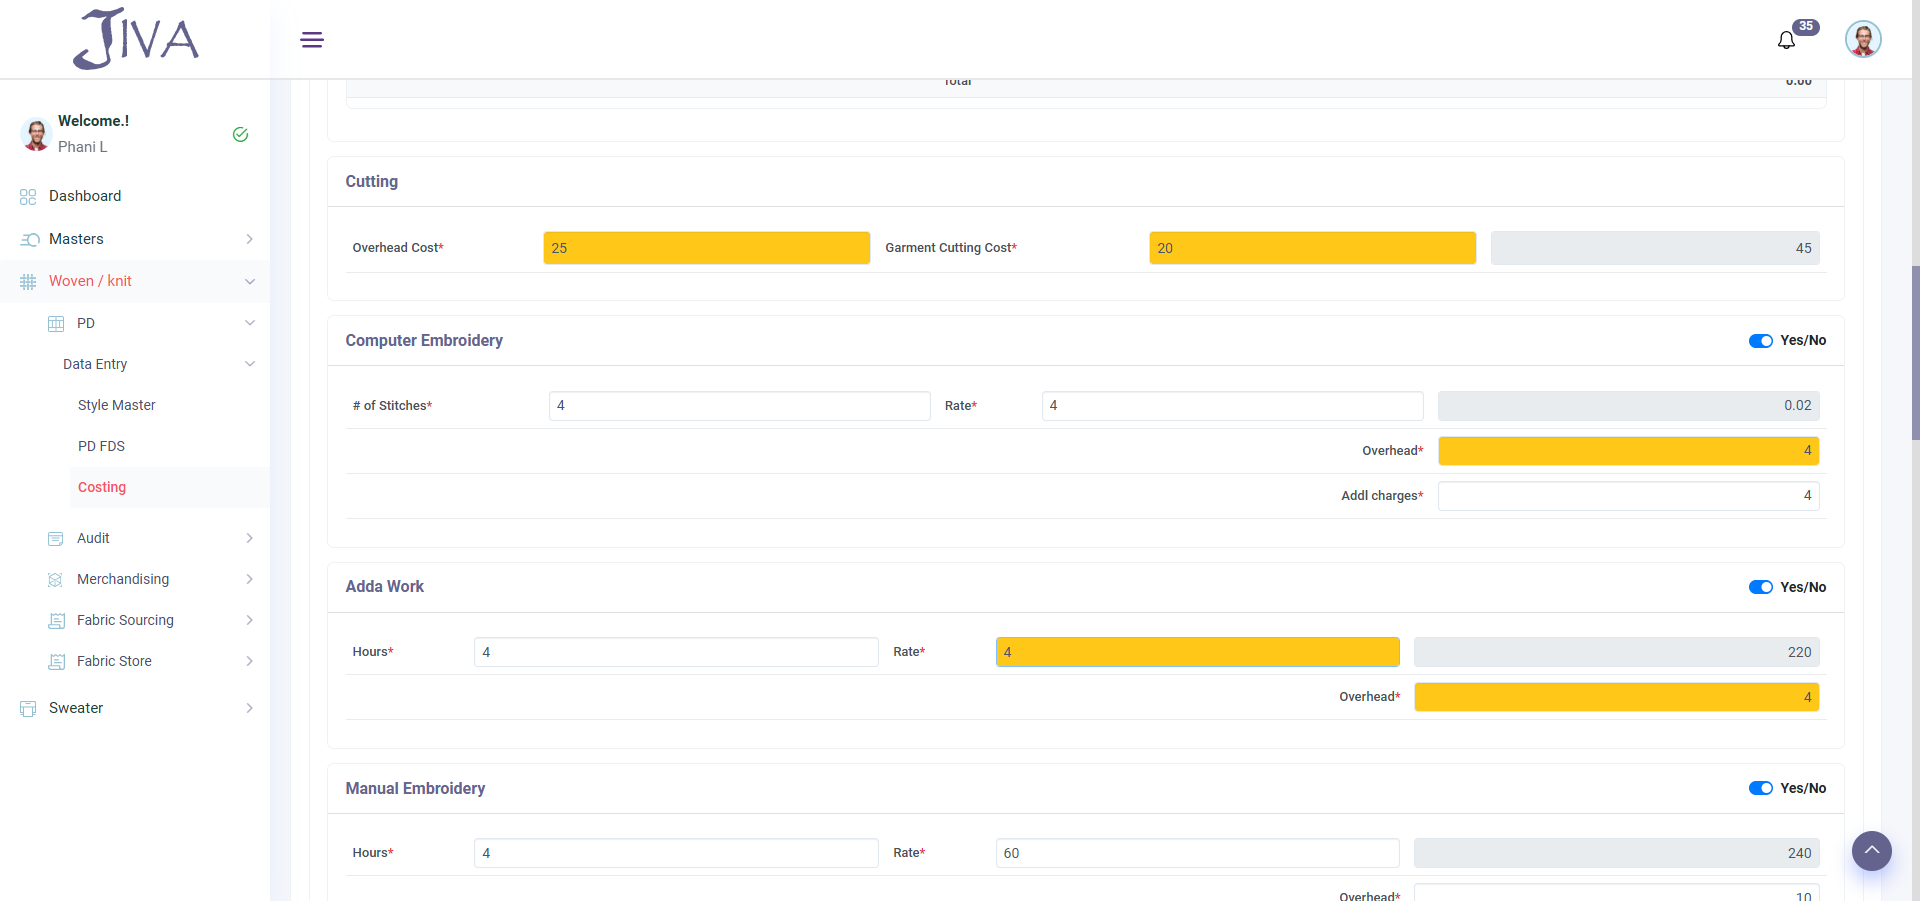 JIVA
35
Welcome.!
Phani L
Dashboard
Masters
Woven / knit
PD
Data Entry
Style Master
PD FDS
Costing
Audit
Merchandising
Fabric Sourcing
Fabric Store
Sweater
Total 0.00
Cutting
Overhead Cost* 25 Garment Cutting Cost* 20 45
Computer Embroidery Yes/No
# of Stitches* 4 Rate* 4 0.02
Overhead* 4
Addl charges* 4
Adda Work Yes/No
Hours* 4 Rate* 4 220
Overhead* 4
Manual Embroidery Yes/No
Hours* 4 Rate* 60 240
Overhead* 10